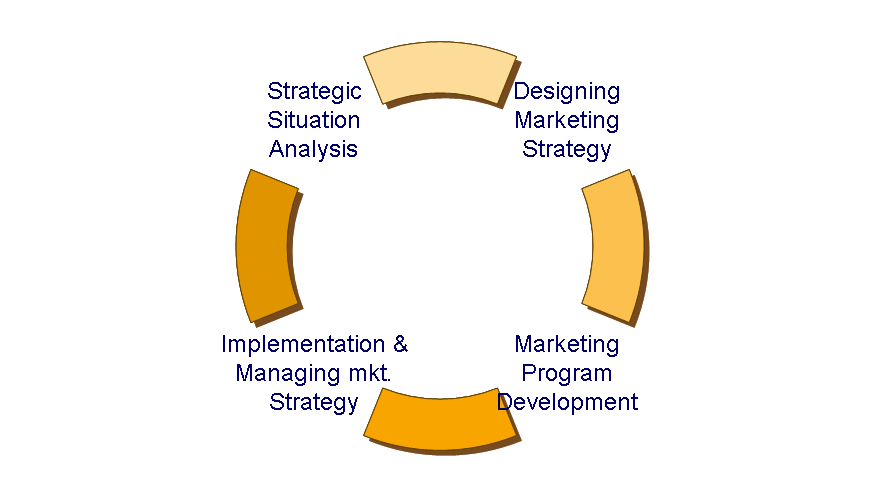 Strategic
Situation
Analysis
Designing
Marketing
Strategy
Implementation &
Managing mkt.
Strategy
Marketing
Program
Development